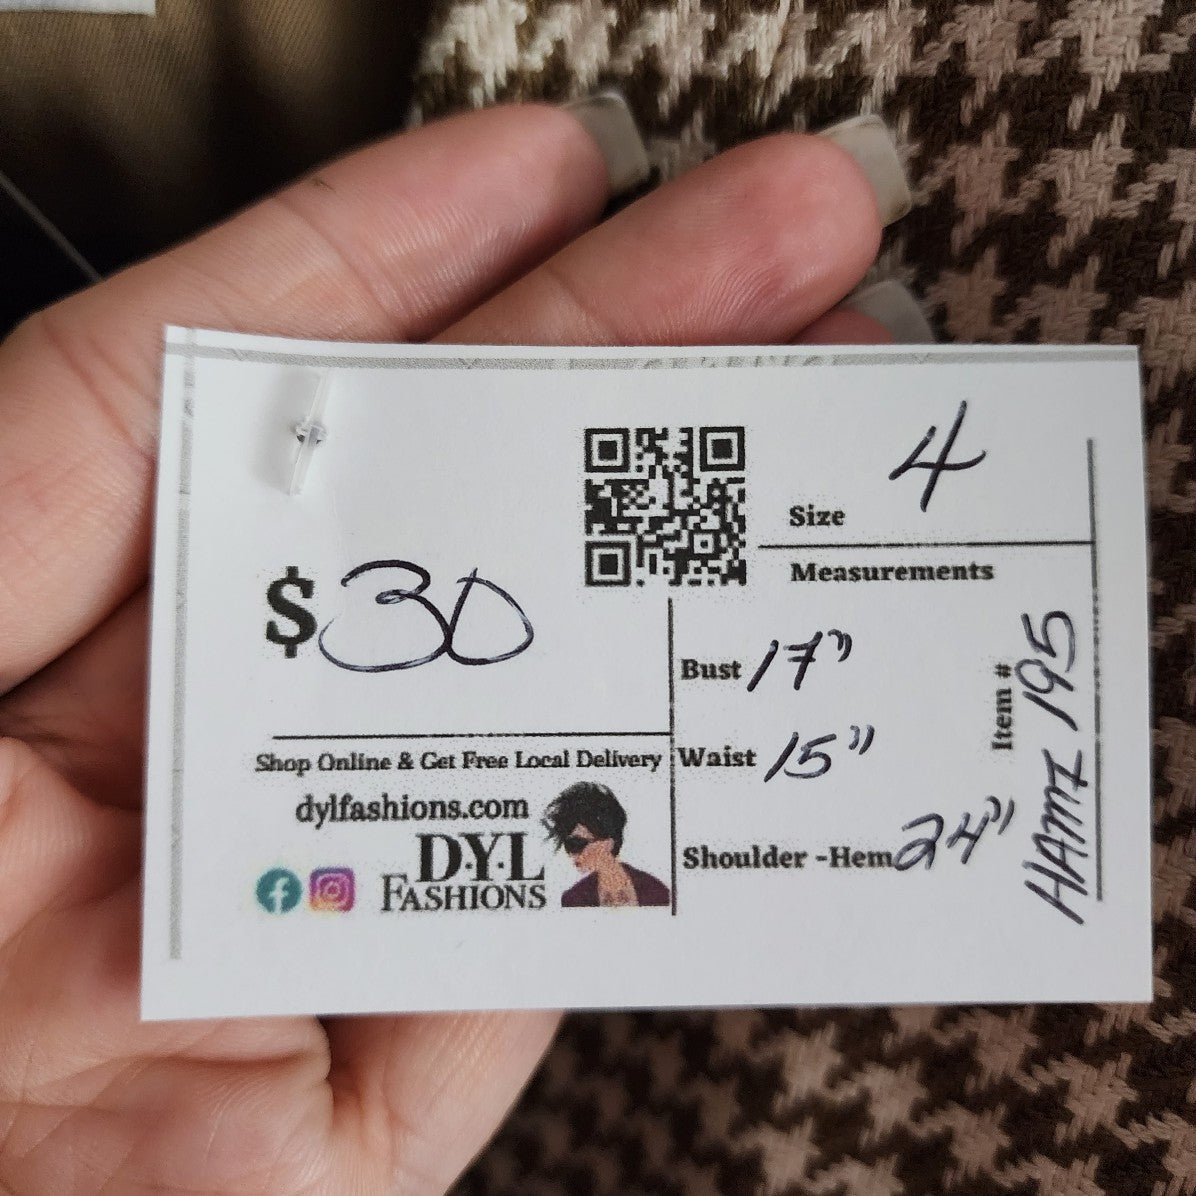 Size 4
Measurements
$30
Bust 17"
Waist 15"
Shoulder -Hem 24"
Item # HAMZ 195
Shop Online & Get Free Local Delivery
dylfashions.com
D·Y·L
FASHIONS